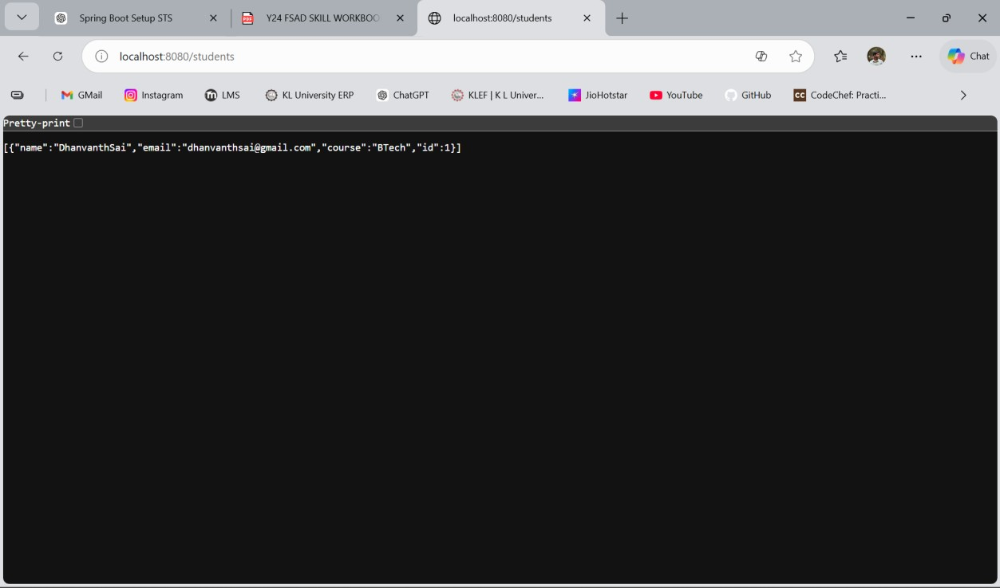 Spring Boot Setup STS
Y24 FSAD SKILL WORKBOO
localhost:8080/students
localhost:8080/students
Chat
GMail
Instagram
LMS
KL University ERP
ChatGPT
KLEF | K L Univer...
JioHotstar
YouTube
GitHub
CodeChef: Practi...
Pretty-print
[{"name":"DhanvanthSai","email":"dhanvanthsai@gmail.com","course":"BTech","id":1}]